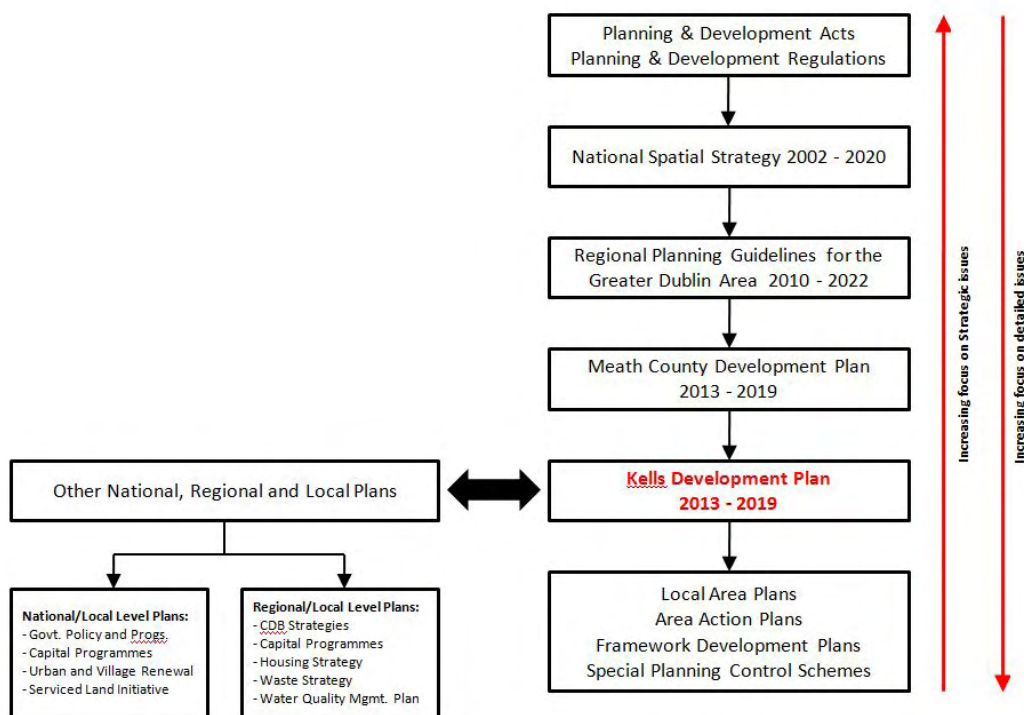 Planning & Development Acts
Planning & Development Regulations
National Spatial Strategy 2002 - 2020
Regional Planning Guidelines for the
Greater Dublin Area 2010 - 2022
Meath County Development Plan
2013 - 2019
Kells Development Plan
2013 - 2019
Other National, Regional and Local Plans
Local Area Plans
Area Action Plans
Framework Development Plans
Special Planning Control Schemes
National/Local Level Plans:
- Govt. Policy and Progs.
- Capital Programmes
- Urban and Village Renewal
- Serviced Land Initiative
Regional/Local Level Plans:
- CDB Strategies
- Capital Programmes
- Housing Strategy
- Waste Strategy
- Water Quality Mgmt. Plan
Increasing focus on Strategic issues
Increasing focus on detailed issues